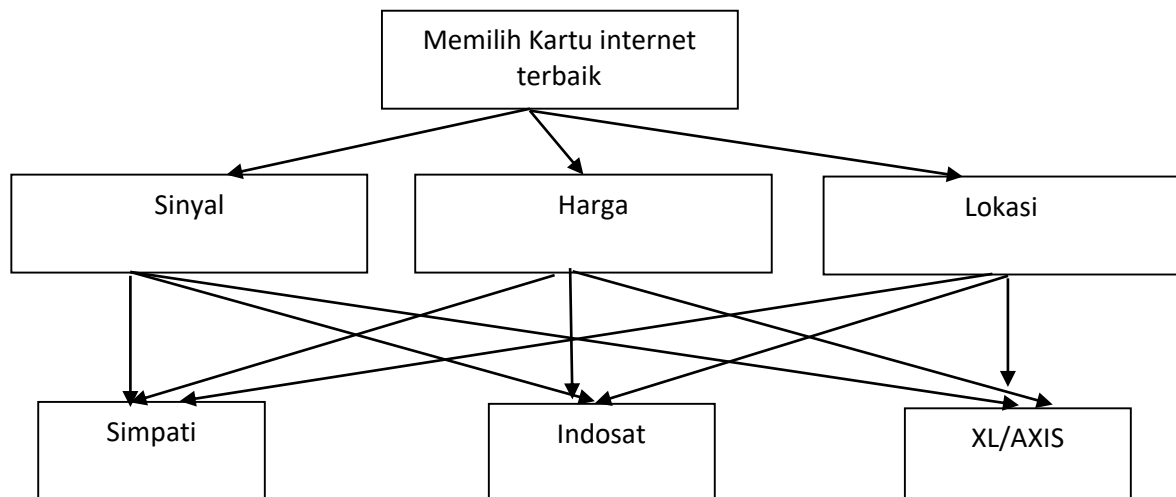 Memilih Kartu internet
terbaik
Sinyal
Harga
Lokasi
Simpati
Indosat
XL/AXIS